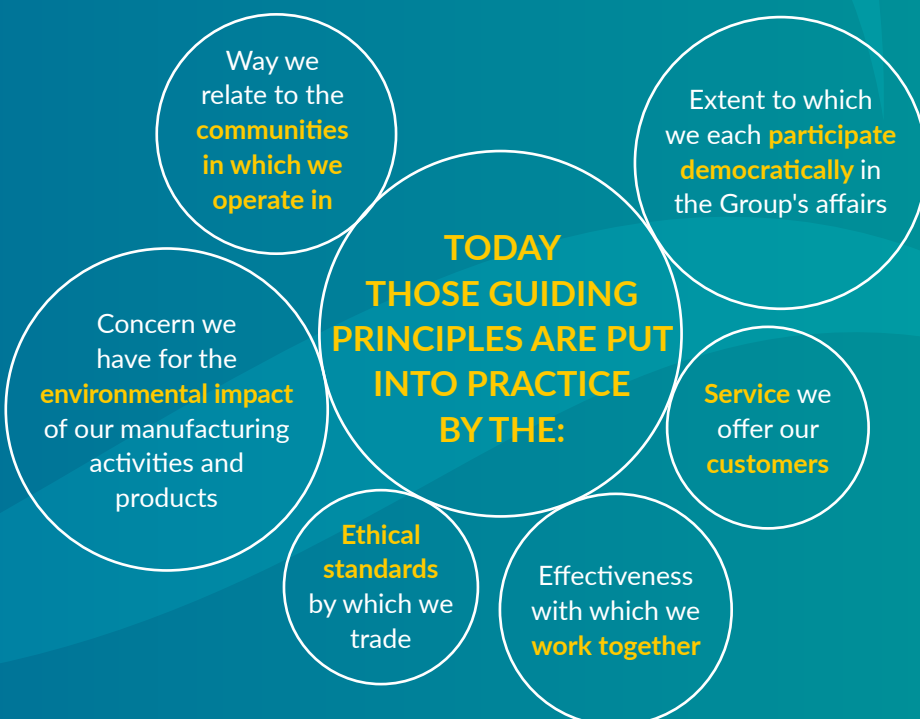 Way we
relate to the
communities
in which we
operate in
Extent to which
we each participate
democratically in
the Group's affairs
TODAY
THOSE GUIDING
PRINCIPLES ARE PUT
INTO PRACTICE
BY THE:
Concern we
have for the
environmental impact
of our manufacturing
activities and
products
Service we
offer our
customers
Ethical
standards
by which we
trade
Effectiveness
with which we
work together